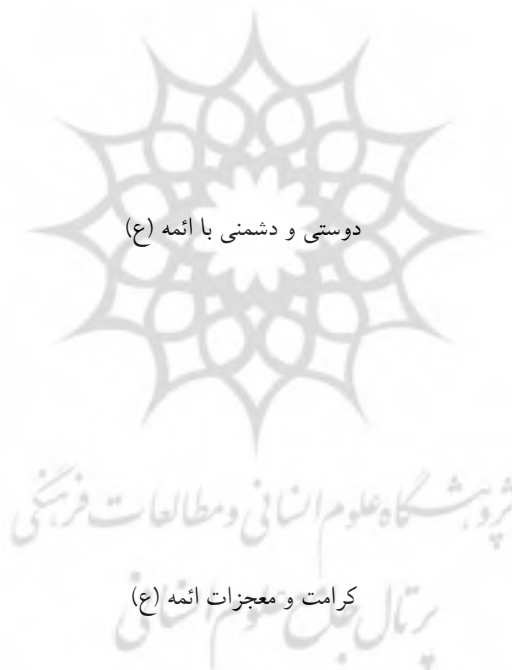 دوستی و دشمنی با ائمه (ع)
پژوهشگاه علوم انسانی و مطالعات فرهنگی
کرامت و معجزات ائمه (ع)
پرتال جامع علوم انسانی